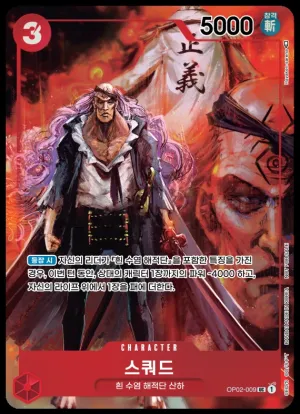 3
5000
참격
斬
正義
등장 시 자신의 리더가 『흰 수염 해적단』을 포함한 특징을 가진
경우, 이번 턴 동안, 상대의 캐릭터 1장까지의 파워 -4000 하고,
자신의 라이프 위에서 1장을 패에 더한다.
CHARACTER
스쿼드
흰 수염 해적단 산하
OP02-009 UC 1